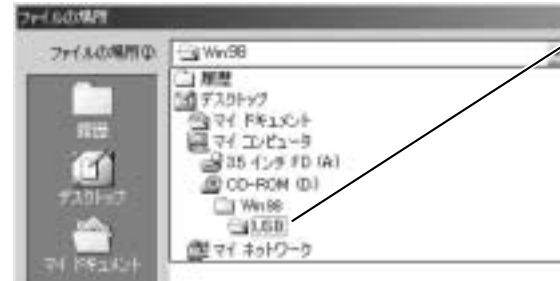 ファイルの場所
ファイルの場所(I)
Win98
履歴
デスクトップ
マイ ドキュメント
マイ コンピュータ
3.5 インチ FD (A)
CD-ROM (D)
Win98
USB
マイ ネットワーク
履歴
デスクトップ
マイ ドキュメント